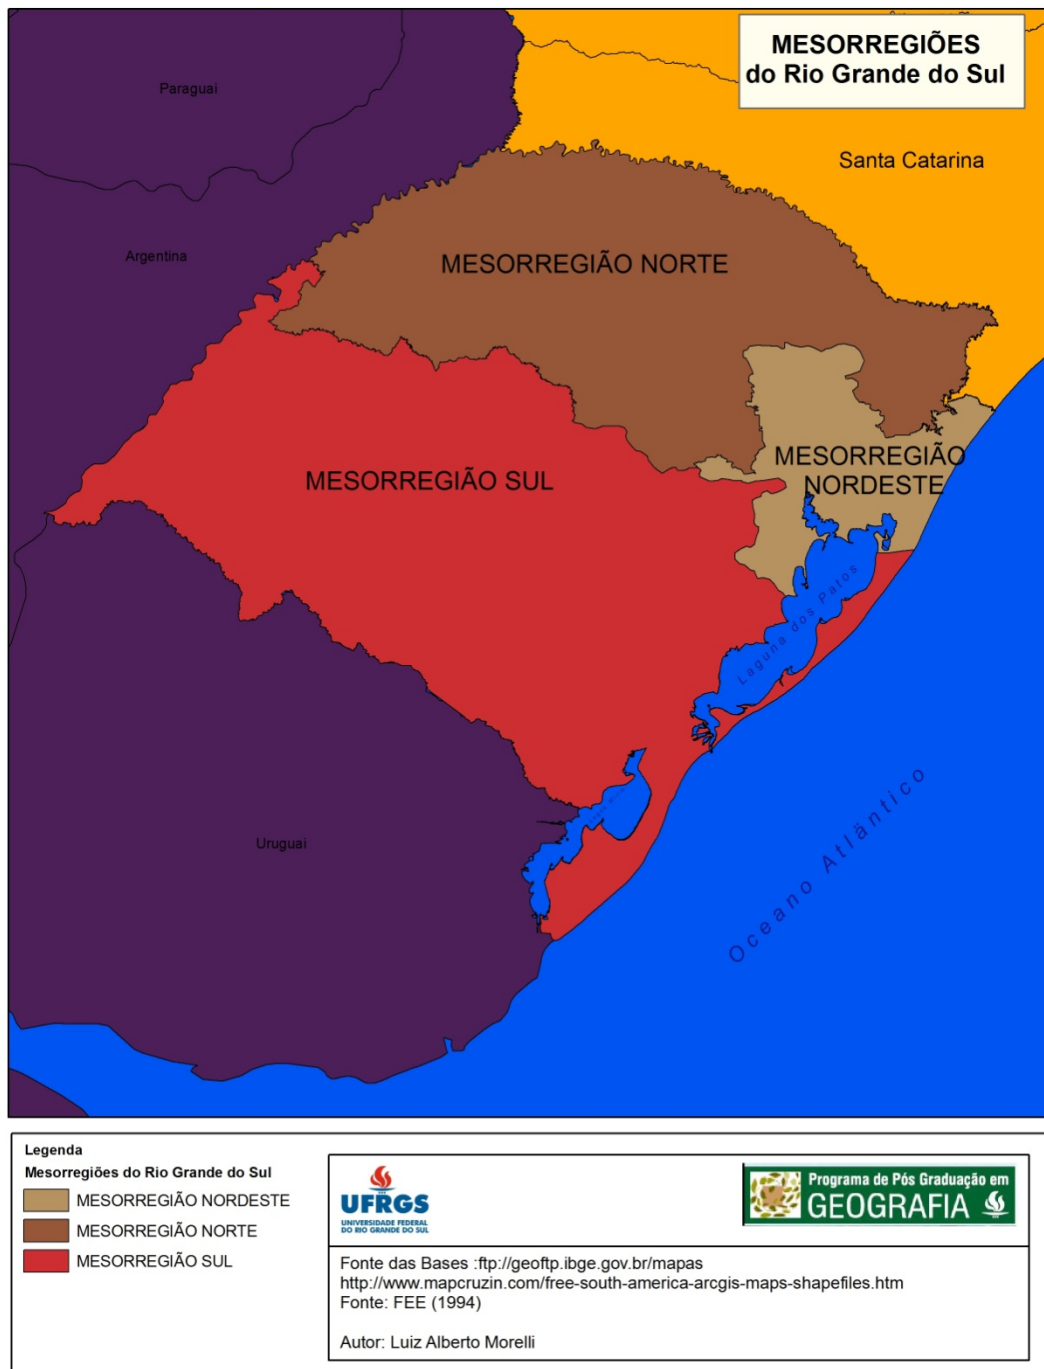 MESORREGIÕES
do Rio Grande do Sul
Paraguai
Santa Catarina
Argentina
MESORREGIÃO NORTE
MESORREGIÃO
NORDESTE
MESORREGIÃO SUL
Laguna dos Patos
Uruguai
Oceano Atlântico
Legenda
Mesorregiões do Rio Grande do Sul
MESORREGIÃO NORDESTE
MESORREGIÃO NORTE
MESORREGIÃO SUL
UFRGS
UNIVERSIDADE FEDERAL
DO RIO GRANDE DO SUL
Programa de Pós Graduação em
GEOGRAFIA
Fonte das Bases :ftp://geoftp.ibge.gov.br/mapas
http://www.mapcruzin.com/free-south-america-arcgis-maps-shapefiles.htm
Fonte: FEE (1994)
Autor: Luiz Alberto Morelli